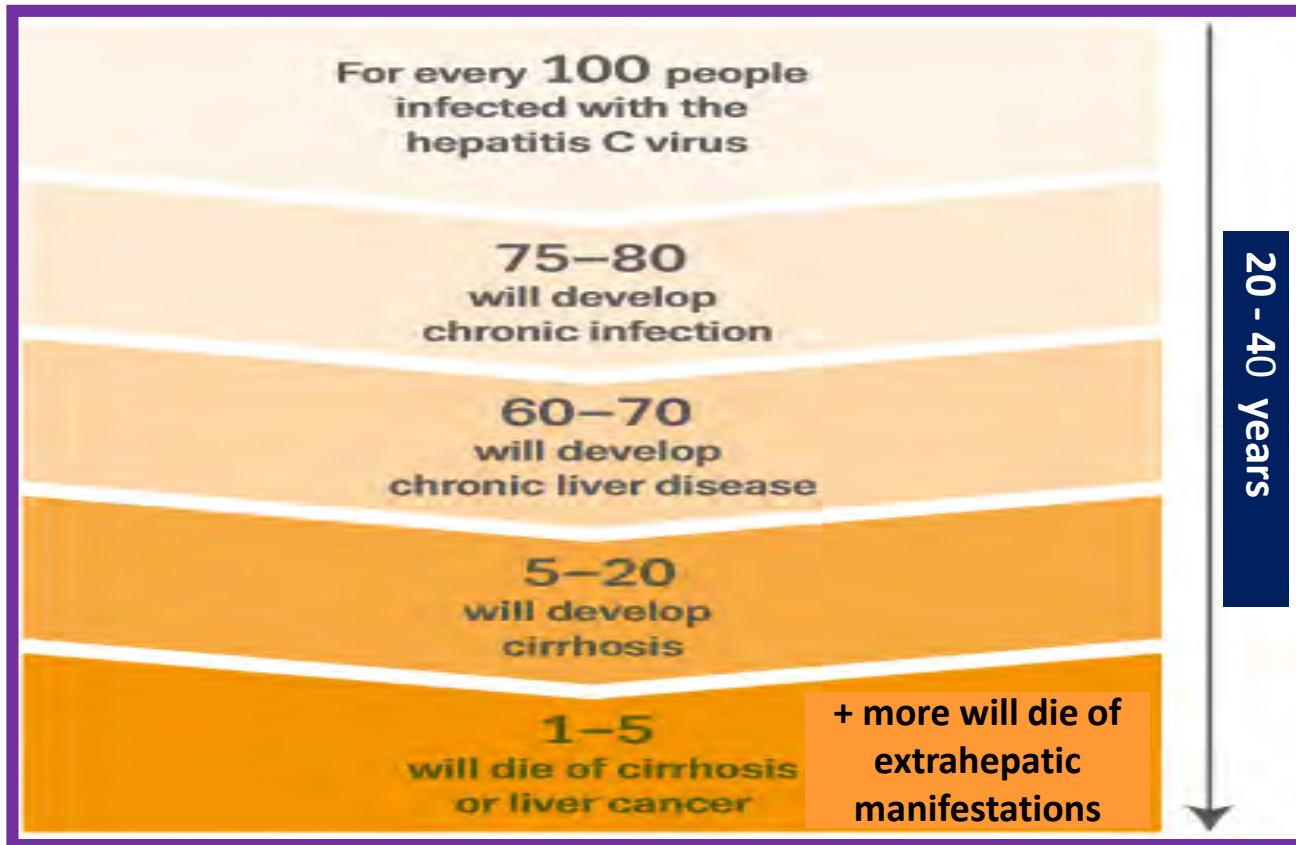 For every 100 people
infected with the
hepatitis C virus
75–80
will develop
chronic infection
60–70
will develop
chronic liver disease
5–20
will develop
cirrhosis
1–5
will die of cirrhosis
or liver cancer
+ more will die of
extrahepatic
manifestations
20 - 40 years